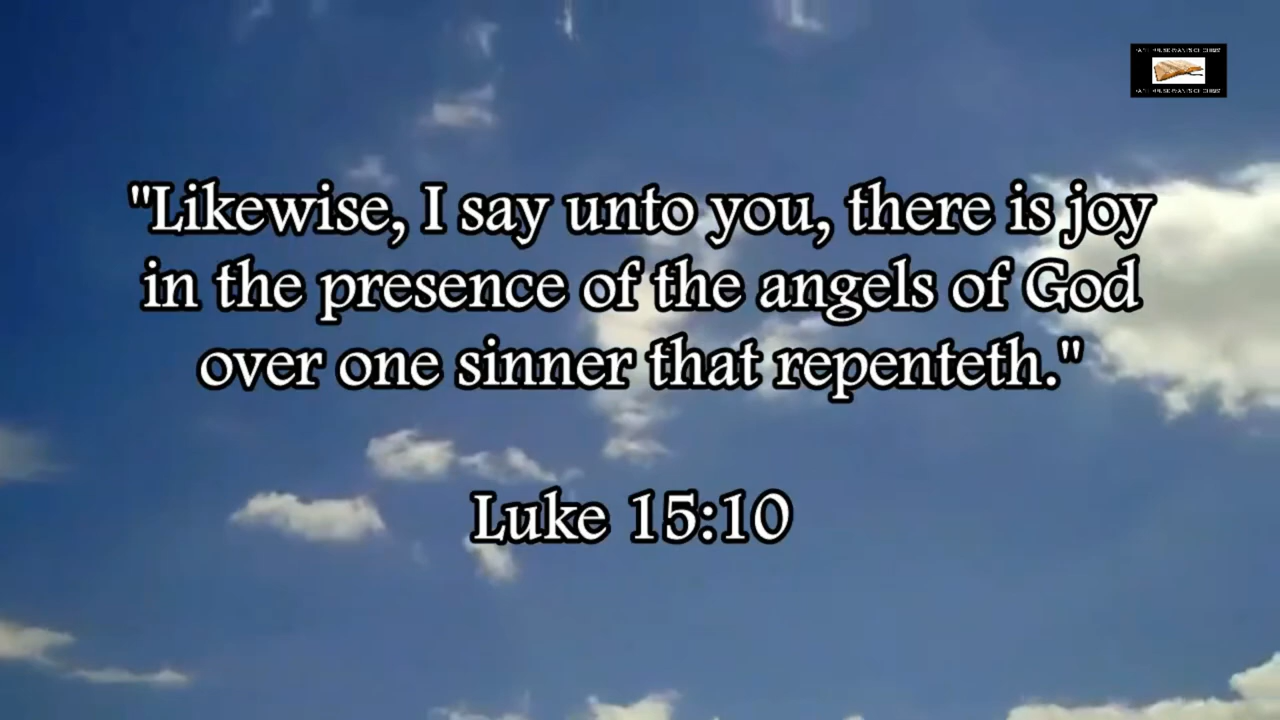 "Likewise, I say unto you, there is joy
in the presence of the angels of God
over one sinner that repenteth."
Luke 15:10